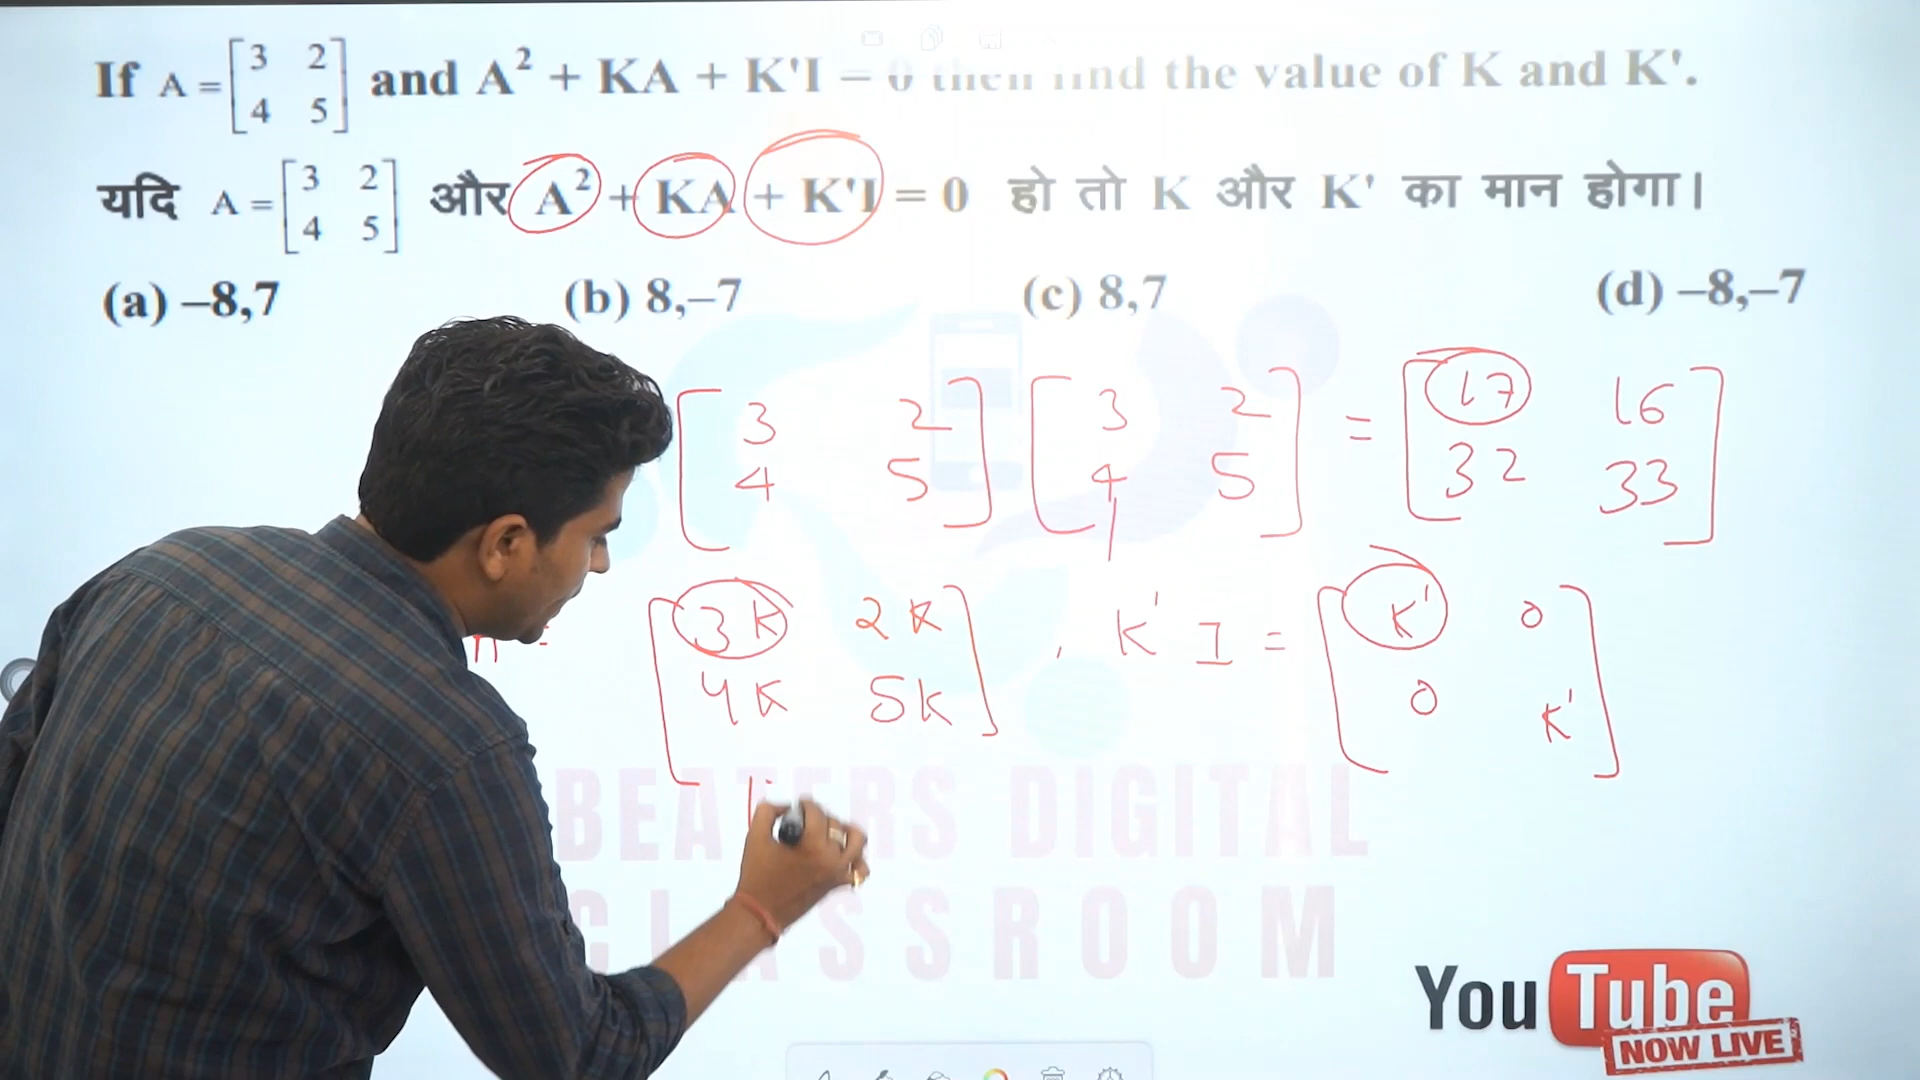 If A = [3 2 4 5] and A² + KA + K'I = 0 then find the value of K and K'.
यदि A = [3 2 4 5] और A² + KA + K'I = 0 हो तो K और K' का मान होगा।
(a) –8,7 (b) 8,–7 (c) 8,7 (d) –8,–7
[3 2 4 5] [3 2 4 5] = [17 16 32 33]
[3K 2K 4K 5K] , K' I = [K' 0 0 K']
BEATERS DIGITAL
CLASSROOM
YouTube
NOW LIVE